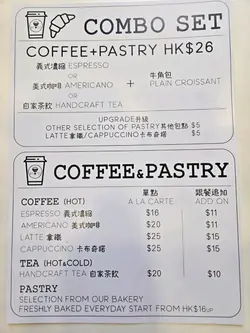 COMBO SET
COFFEE+PASTRY HK$26
義式濃縮 ESPRESSO
OR
美式咖啡 AMERICANO
OR
自家茶飲 HANDCRAFT TEA
+
牛角包
PLAIN CROISSANT
UPGRADE升級
OTHER SELECTION OF PASTRY其他包點 $5
LATTE拿鐵/CAPPUCCINO卡布奇諾 $5
COFFEE&PASTRY
單點 跟餐追加
COFFEE (HOT) A LA CARTE ADD ON
ESPRESSO 義式濃縮 $16 $11
AMERICANO 美式咖啡 $20 $11
LATTE 拿鐵 $25 $15
CAPPUCCINO 卡布奇諾 $25 $15
TEA (HOT&COLD)
HANDCRAFT TEA 自家茶飲 $20 $10
PASTRY
SELECTION FROM OUR BAKERY
FRESHLY BAKED EVERYDAY START FROM HK$16UP